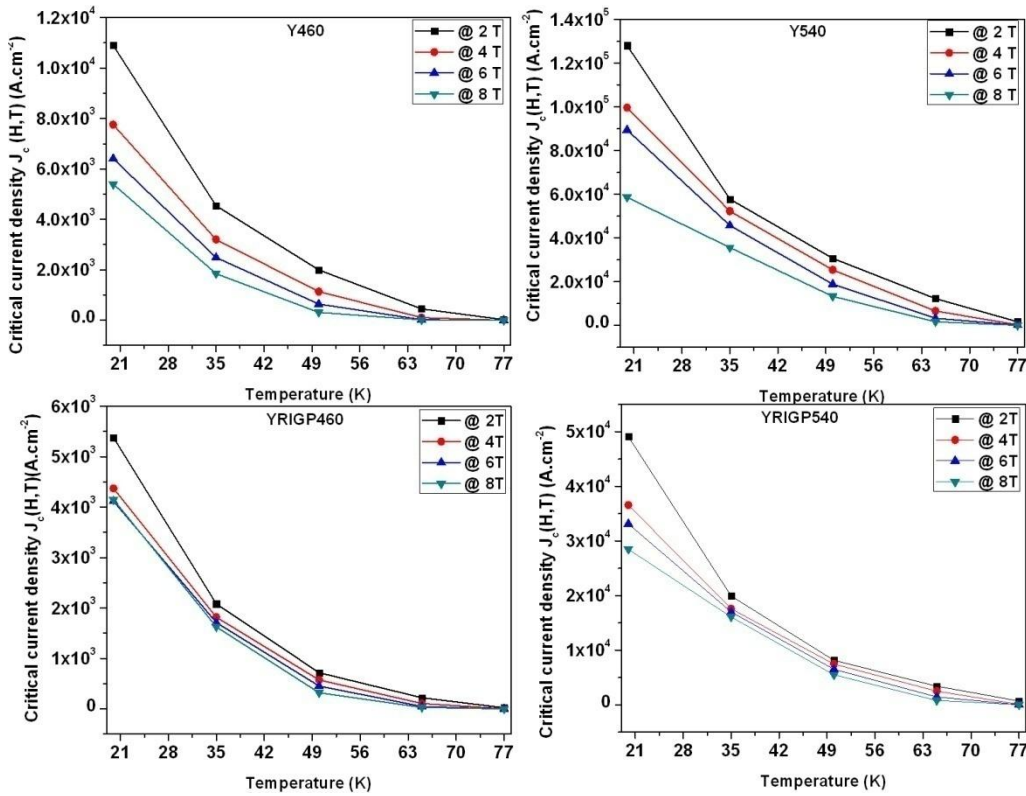 Y460
@ 2 T
@ 4 T
@ 6 T
@ 8 T
1.2x10⁴
1.0x10⁴
8.0x10³
6.0x10³
4.0x10³
2.0x10³
0.0
Critical current density J_c (H,T) (A.cm⁻²)
21 28 35 42 49 56 63 70 77
Temperature (K)
Y540
@ 2 T
@ 4 T
@ 6 T
@ 8 T
1.4x10⁵
1.2x10⁵
1.0x10⁵
8.0x10⁴
6.0x10⁴
4.0x10⁴
2.0x10⁴
0.0
Critical current density J_c(H,T) (A.cm⁻²)
21 28 35 42 49 56 63 70 77
Temperature (K)
YRIGP460
@ 2T
@ 4T
@ 6T
@ 8T
6x10³
5x10³
4x10³
3x10³
2x10³
1x10³
0
Critical current density J_c(H,T)(A.cm⁻²)
21 28 35 42 49 56 63 70 77
Temperature (K)
YRIGP540
@ 2T
@ 4T
@ 6T
@ 8T
5x10⁴
4x10⁴
3x10⁴
2x10⁴
1x10⁴
0
Critical current density J_c(H,T) (A.cm⁻²)
21 28 35 42 49 56 63 70 77
Temperature (K)